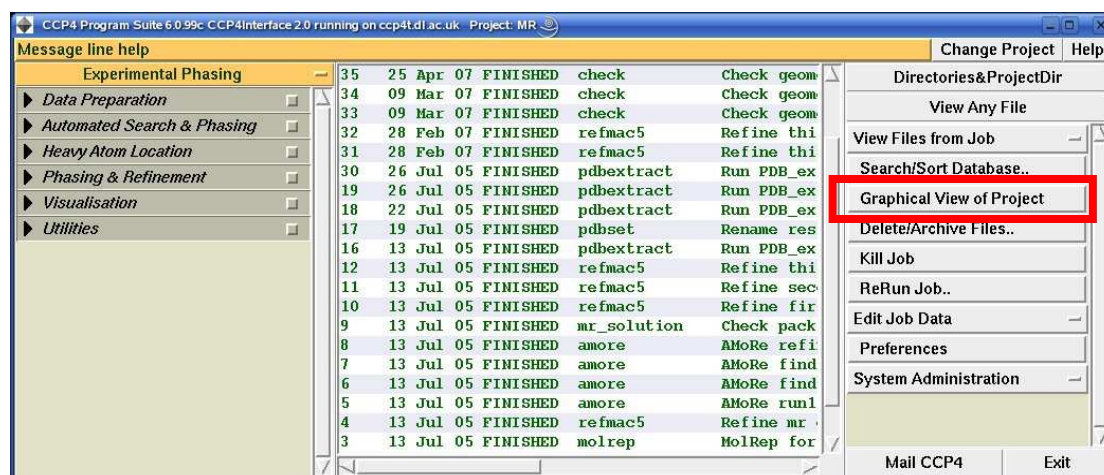 CCP4 Program Suite 6.0.99c CCP4Interface 2.0 running on ccp4t.dl.ac.uk Project: MR
Message line help
Change Project Help
Experimental Phasing
Data Preparation
Automated Search & Phasing
Heavy Atom Location
Phasing & Refinement
Visualisation
Utilities
35 25 Apr 07 FINISHED check Check geom
34 09 Mar 07 FINISHED check Check geom
33 09 Mar 07 FINISHED check Check geom
32 28 Feb 07 FINISHED refmac5 Refine thi
31 28 Feb 07 FINISHED refmac5 Refine thi
30 26 Jul 05 FINISHED pdbextract Run PDB_ex
19 26 Jul 05 FINISHED pdbextract Run PDB_ex
18 22 Jul 05 FINISHED pdbextract Run PDB_ex
17 19 Jul 05 FINISHED pdbset Rename res
16 13 Jul 05 FINISHED pdbextract Run PDB_ex
12 13 Jul 05 FINISHED refmac5 Refine thi
11 13 Jul 05 FINISHED refmac5 Refine sec
10 13 Jul 05 FINISHED refmac5 Refine fir
9 13 Jul 05 FINISHED mr_solution Check pack
8 13 Jul 05 FINISHED amore AMoRe refi
7 13 Jul 05 FINISHED amore AMoRe find
6 13 Jul 05 FINISHED amore AMoRe find
5 13 Jul 05 FINISHED amore AMoRe run1
4 13 Jul 05 FINISHED refmac5 Refine mr
3 13 Jul 05 FINISHED molrep MolRep for
Directories&ProjectDir
View Any File
View Files from Job
Search/Sort Database..
Graphical View of Project
Delete/Archive Files..
Kill Job
ReRun Job..
Edit Job Data
Preferences
System Administration
Mail CCP4 Exit